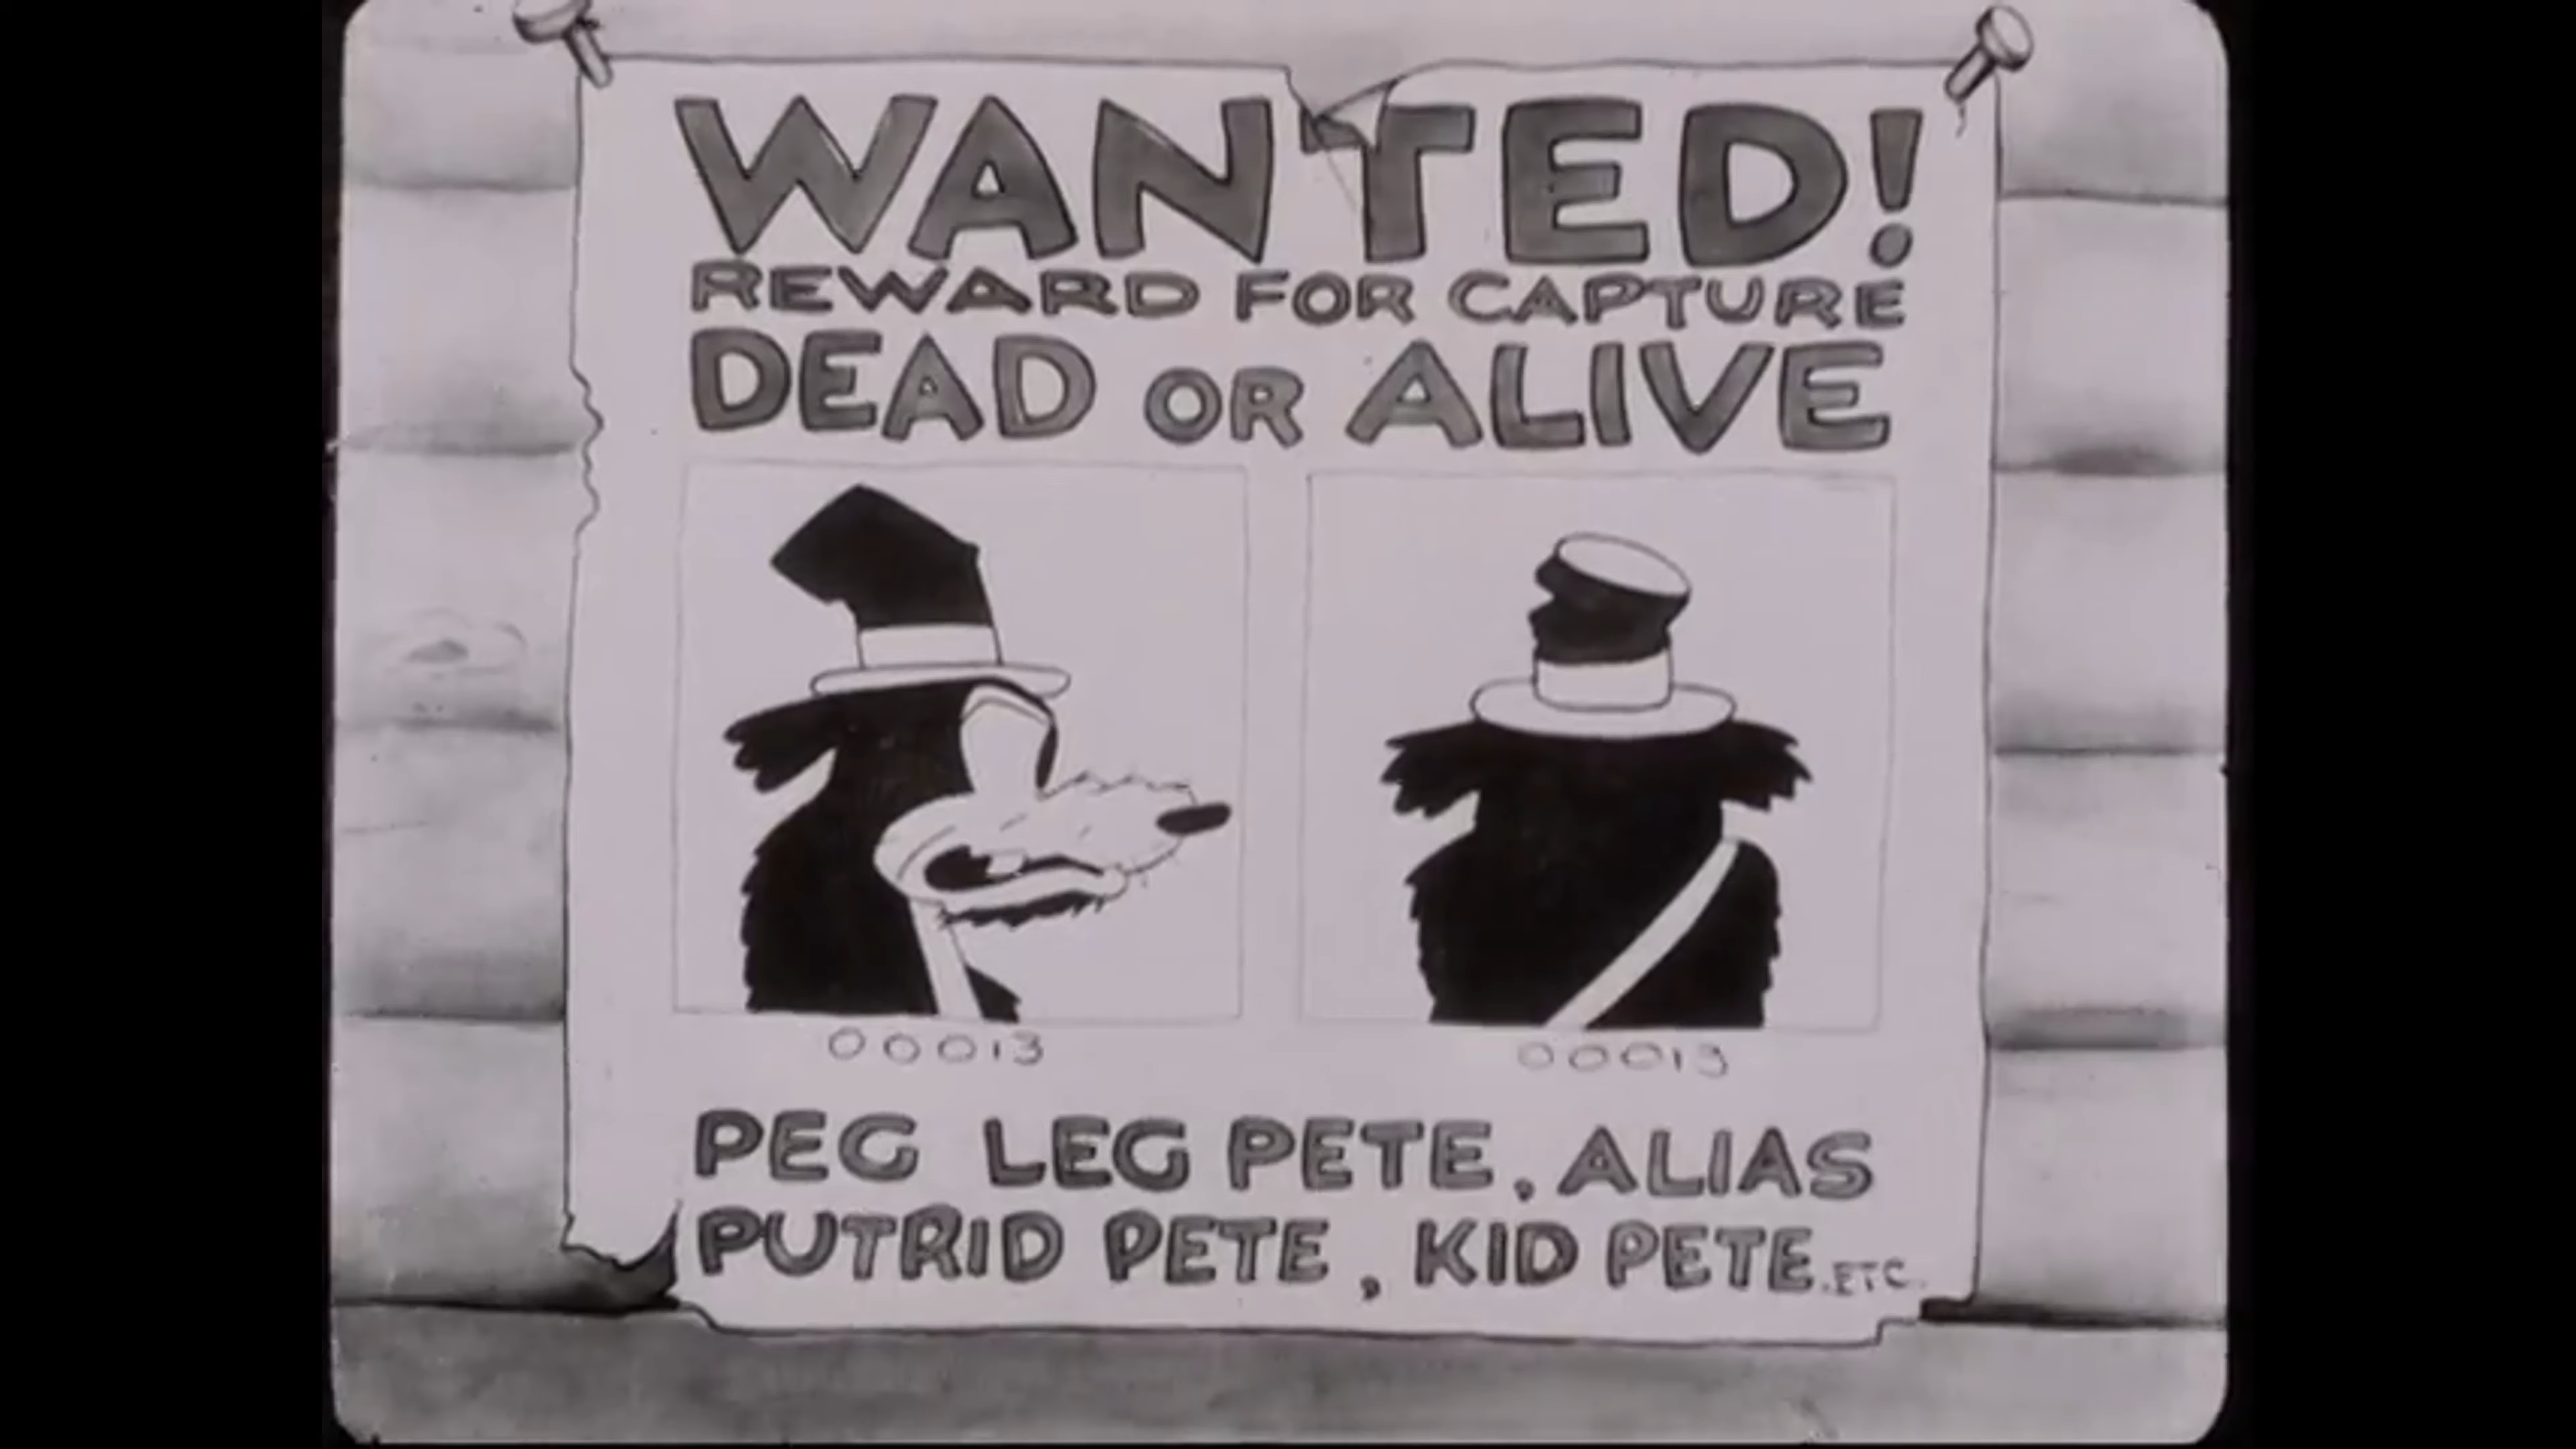 WANTED!
REWARD FOR CAPTURE
DEAD OR ALIVE
00013 00013
PEG LEG PETE, ALIAS
PUTRID PETE, KID PETE. ETC.